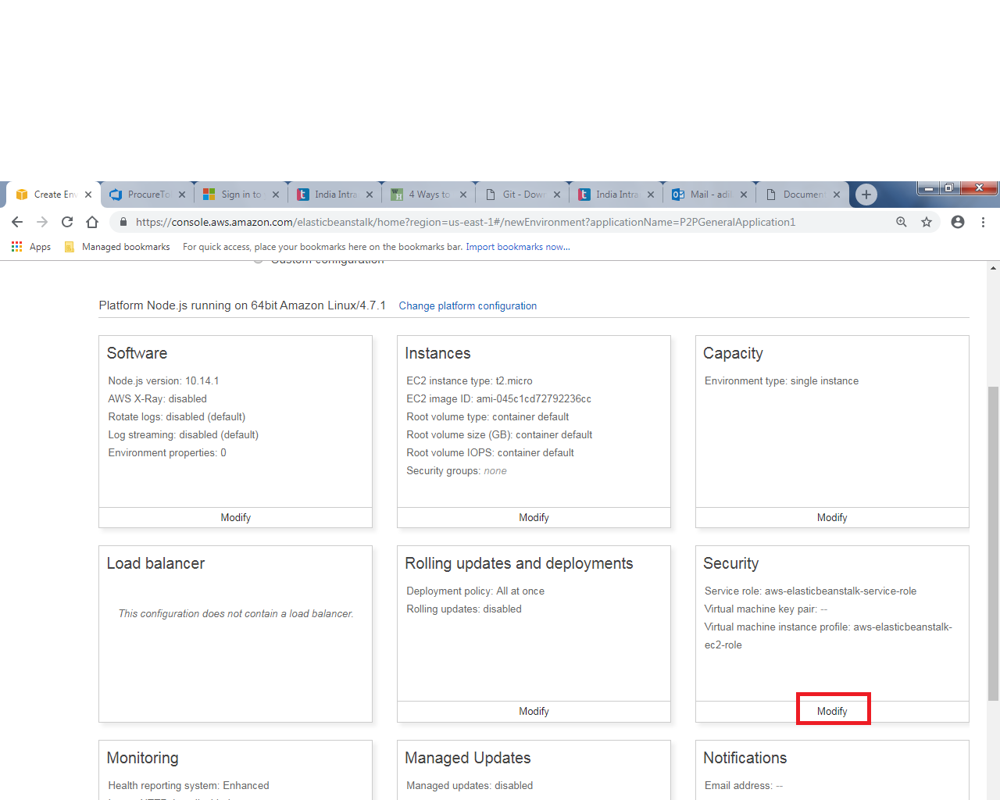 Create En
ProcureTo
Sign in to
India Intra
4 Ways to
Git - Dow
India Intra
Mail - adi
Document
https://console.aws.amazon.com/elasticbeanstalk/home?region=us-east-1#/newEnvironment?applicationName=P2PGeneralApplication1
Apps
Managed bookmarks
For quick access, place your bookmarks here on the bookmarks bar. Import bookmarks now...
Custom configuration
Platform Node.js running on 64bit Amazon Linux/4.7.1 Change platform configuration
Software
Node.js version: 10.14.1
AWS X-Ray: disabled
Rotate logs: disabled (default)
Log streaming: disabled (default)
Environment properties: 0
Modify
Instances
EC2 instance type: t2.micro
EC2 image ID: ami-045c1cd72792236cc
Root volume type: container default
Root volume size (GB): container default
Root volume IOPS: container default
Security groups: none
Modify
Capacity
Environment type: single instance
Modify
Load balancer
This configuration does not contain a load balancer.
Rolling updates and deployments
Deployment policy: All at once
Rolling updates: disabled
Modify
Security
Service role: aws-elasticbeanstalk-service-role
Virtual machine key pair: --
Virtual machine instance profile: aws-elasticbeanstalk-
ec2-role
Modify
Monitoring
Health reporting system: Enhanced
Managed Updates
Managed updates: disabled
Notifications
Email address: --